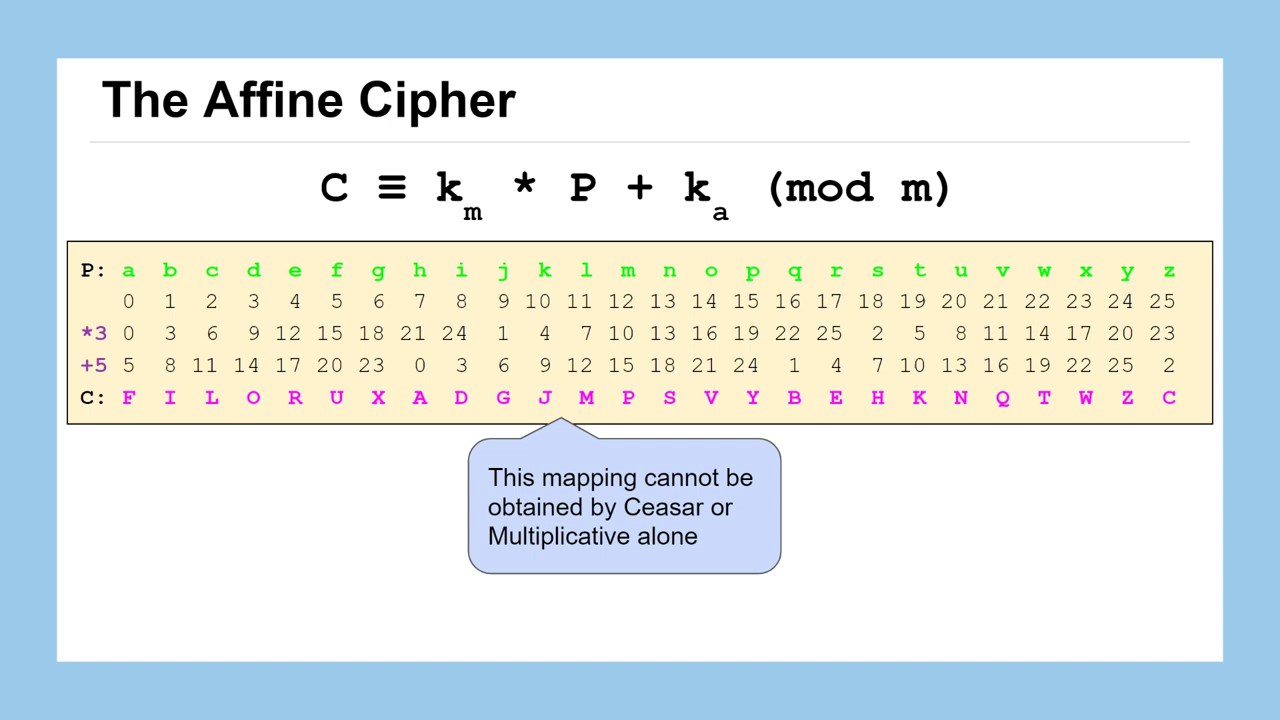 The Affine Cipher
C ≡ km * P + ka (mod m)
P: a b c d e f g h i j k l m n o p q r s t u v w x y z
0 1 2 3 4 5 6 7 8 9 10 11 12 13 14 15 16 17 18 19 20 21 22 23 24 25
*3 0 3 6 9 12 15 18 21 24 1 4 7 10 13 16 19 22 25 2 5 8 11 14 17 20 23
+5 5 8 11 14 17 20 23 0 3 6 9 12 15 18 21 24 1 4 7 10 13 16 19 22 25 2
C: F I L O R U X A D G J M P S V Y B E H K N Q T W Z C
This mapping cannot be
obtained by Ceasar or
Multiplicative alone